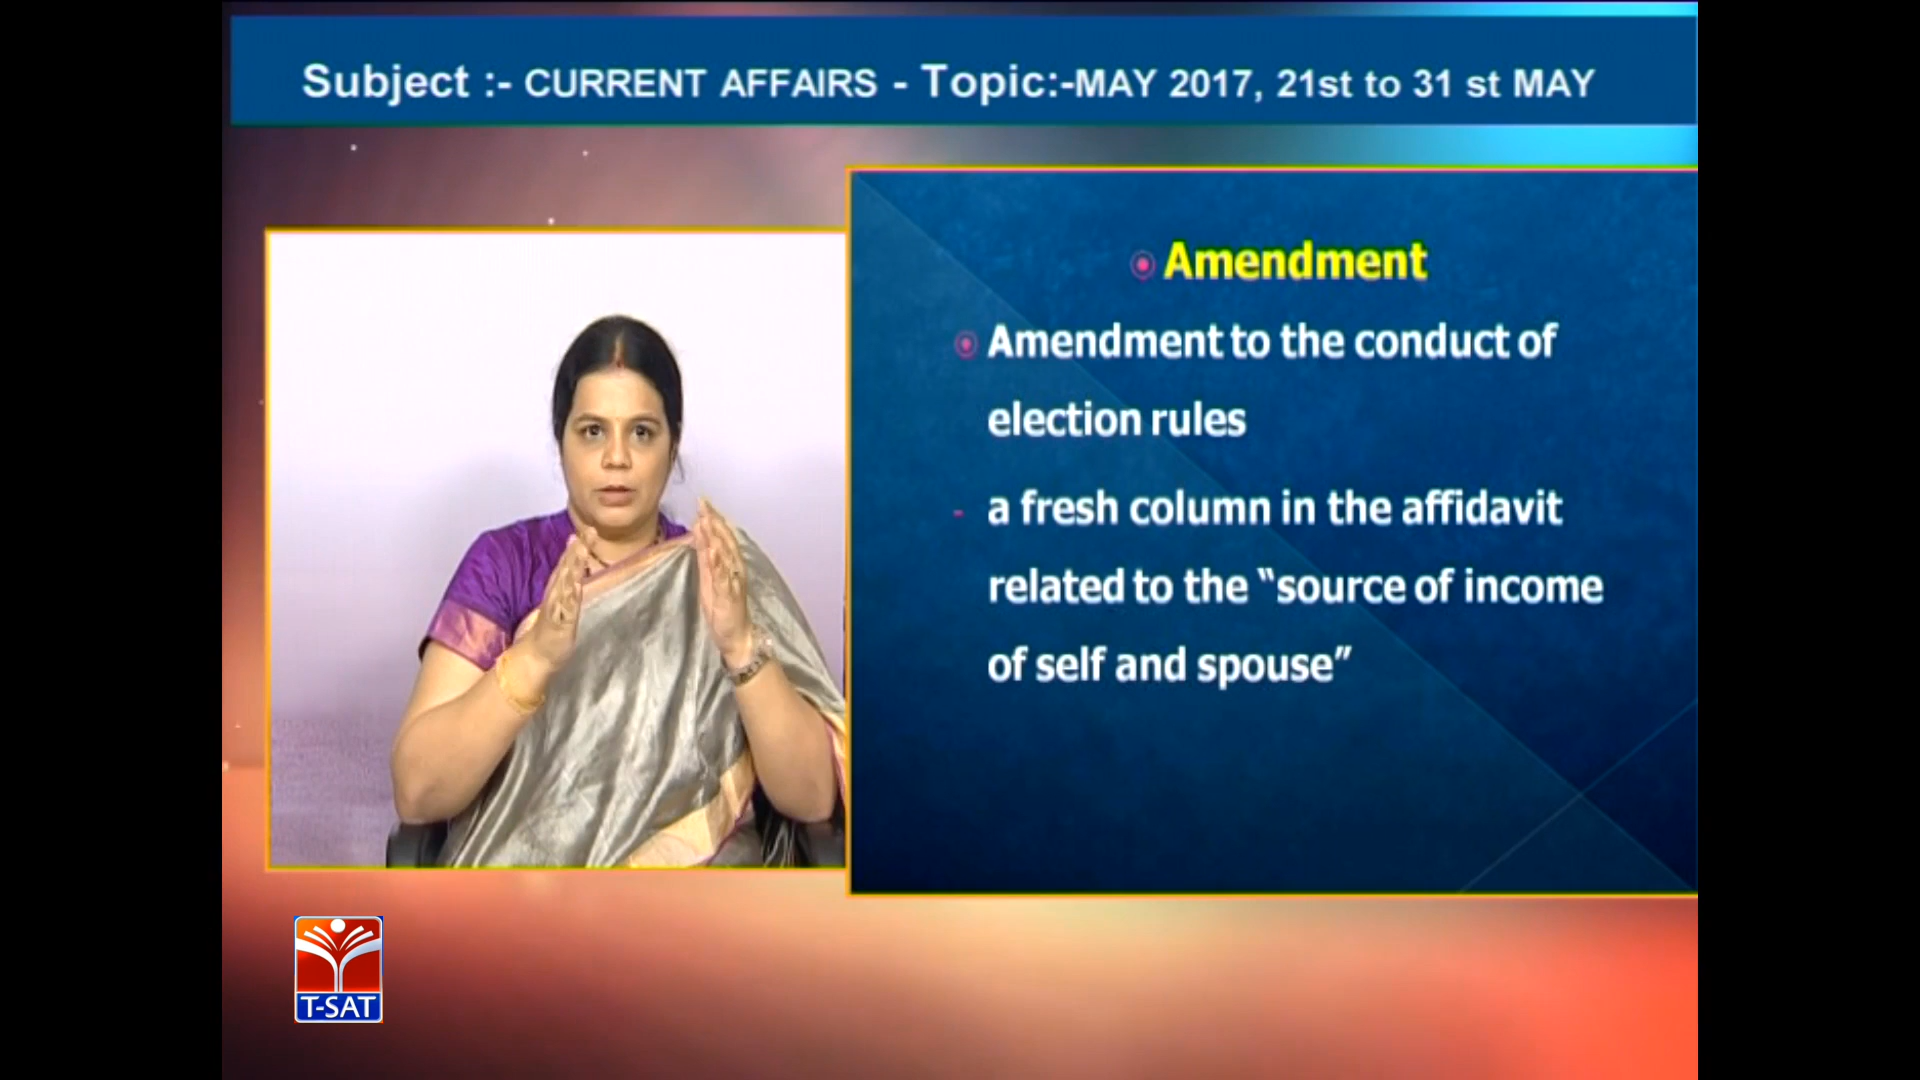 Subject :- CURRENT AFFAIRS - Topic:-MAY 2017, 21st to 31 st MAY
Amendment
Amendment to the conduct of
election rules
- a fresh column in the affidavit
related to the “source of income
of self and spouse”
T-SAT